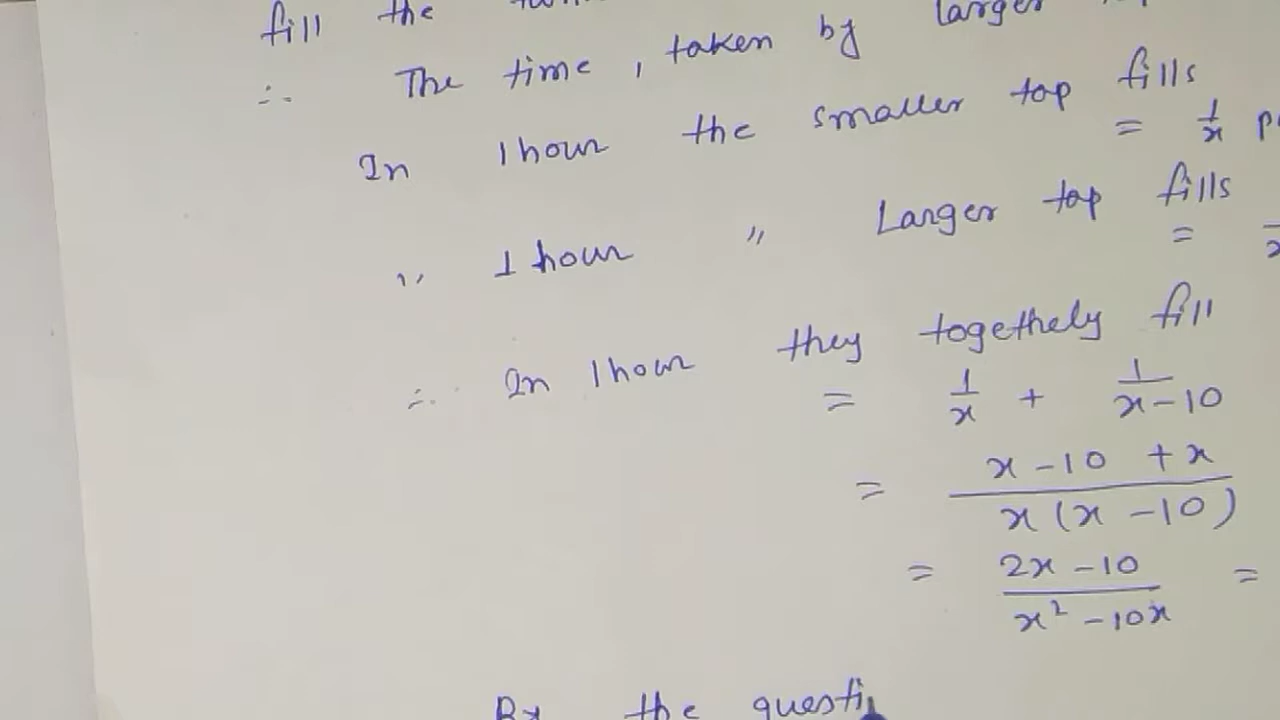 fill the
∴ The time, taken by larger
In 1 hour the smaller tap fills
= 1/x
" 1 hour " Larger tap fills
=
∴ In 1 hour they togethely fill
= 1/x + 1/(x-10)
= (x-10 +x)/(x(x-10))
= (2x-10)/(x²-10x) =
By the questi